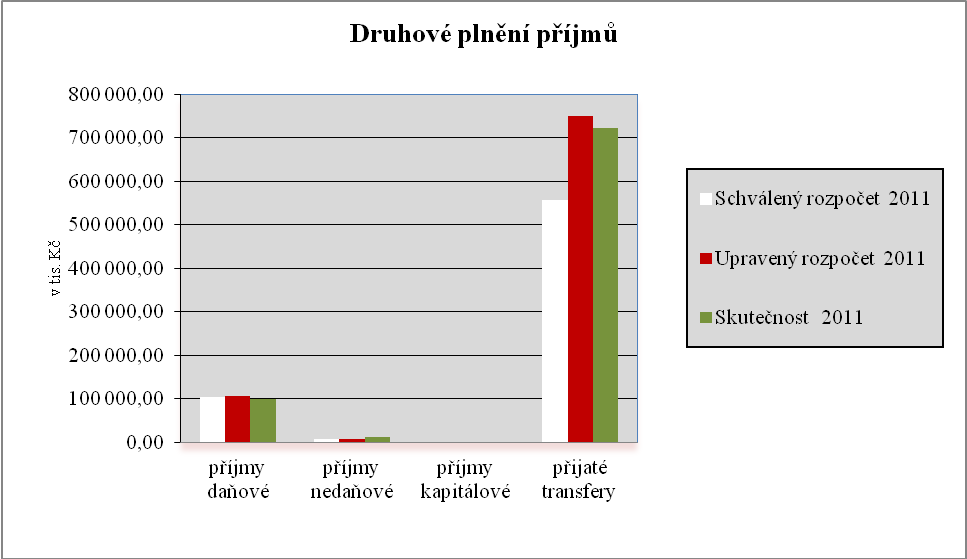 Druhové plnění příjmů
800 000,00
700 000,00
600 000,00
500 000,00
400 000,00
300 000,00
200 000,00
100 000,00
0,00
v tis. Kč
příjmy daňové
příjmy nedaňové
příjmy kapitálové
přijaté transfery
Schválený rozpočet 2011
Upravený rozpočet 2011
Skutečnost 2011